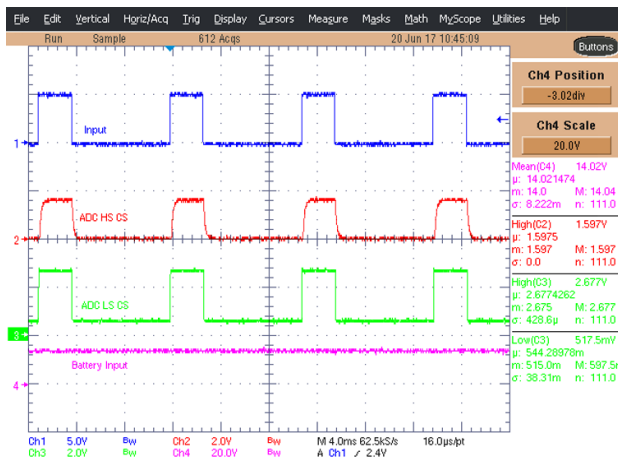 File Edit Vertical Horiz/Acq Trig Display Cursors Measure Masks Math MyScope Utilities Help
Run Sample 612 Acqs 20 Jun 17 10:45:09
Buttons
Ch4 Position
-3.02div
Ch4 Scale
20.0V
Input
1
ADC HS CS
2
ADC LS CS
3
Battery Input
4
Mean(C4) 14.02V
µ: 14.021474
m: 14.0 M: 14.04
σ: 8.222m n: 111.0
High(C2) 1.597V
µ: 1.5975
m: 1.597 M: 1.597
σ: 0.0 n: 111.0
High(C3) 2.677V
µ: 2.6774262
m: 2.675 M: 2.677
σ: 428.6µ n: 111.0
Low(C3) 517.5mV
µ: 544.28978m
m: 515.0m M: 597.5m
σ: 38.31m n: 111.0
Ch1 5.0V Bw Ch2 2.0V Bw M 4.0ms 62.5kS/s 16.0µs/pt
Ch3 2.0V Bw Ch4 20.0V Bw A Ch1 2.4V